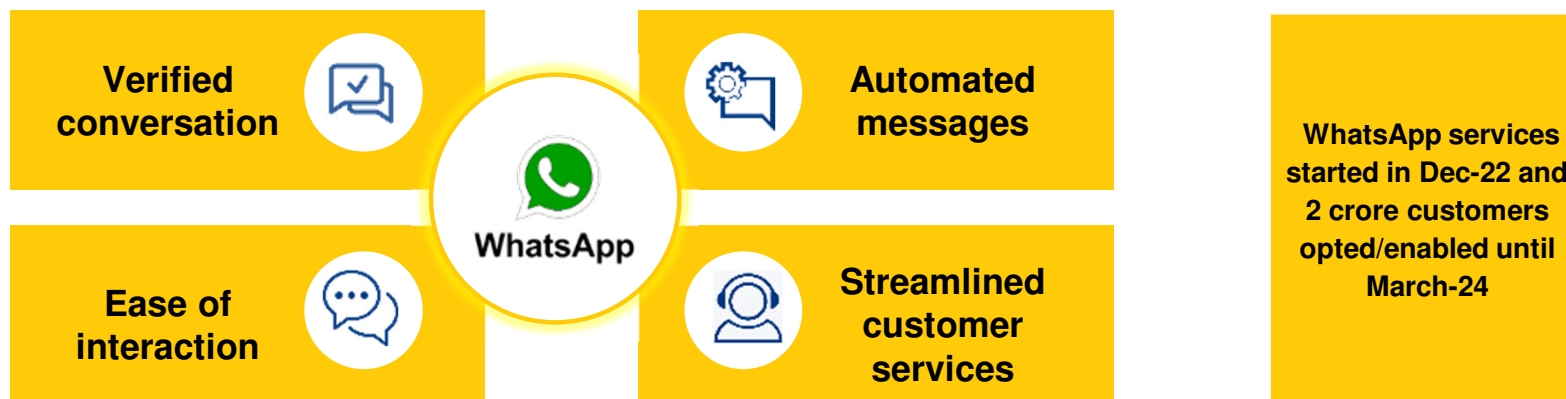 Verified
conversation
Automated
messages
WhatsApp
Ease of
interaction
Streamlined
customer
services
WhatsApp services
started in Dec-22 and
2 crore customers
opted/enabled until
March-24